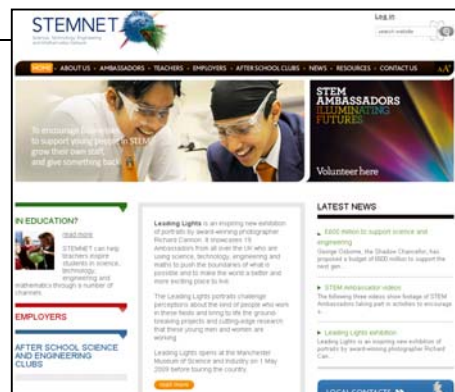 STEMNET
Science, Technology, Engineering
and Mathematics Network
Log in
search website
HOME • ABOUT US • AMBASSADORS • TEACHERS • EMPLOYERS • AFTER SCHOOL CLUBS • NEWS • RESOURCES • CONTACT US
to support young people in STEM
grow their own staff,
and give something back
STEM
AMBASSADORS
ILLUMINATING
FUTURES
Volunteer here
IN EDUCATION?
read more
STEMNET can help
teachers inspire
students in science,
technology,
engineering and
mathematics through a number of
channels.
EMPLOYERS
AFTER SCHOOL SCIENCE
AND ENGINEERING
CLUBS
Leading Lights is an inspiring new exhibition
of portraits by award-winning photographer
Richard Cannon. It showcases 19
Ambassadors from all over the UK who are
using science, technology, engineering and
maths to push the boundaries of what is
possible and to make the world a better and
more exciting place to live.
The Leading Lights portraits challenge
perceptions about the kind of people who work
in these fields and bring to life the ground-
breaking projects and cutting-edge research
that these young men and women are
working
Leading Lights opens at the Manchester
Museum of Science and Industry on 1 May
2009 before touring the country.
read more
LATEST NEWS
£600 million to support science and
engineering
George Osborne, the Shadow Chancellor, has
proposed a budget of £600 million to support the
next gen...
STEM Ambassador videos
The following three videos show footage of STEM
Ambassadors taking part in activities to encourage
s...
Leading Lights exhibition
Leading Lights is an inspiring new exhibition of
portraits by award-winning photographer Richard
Can...
LOCAL CONTACTS